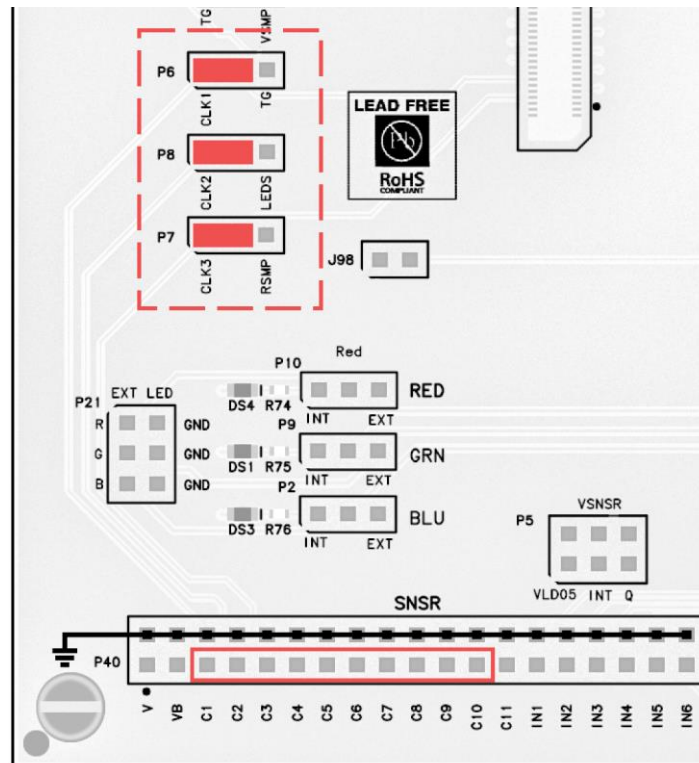 TG
VSMP
P6
CLK1
TG
LEAD FREE
Pb
RoHS
COMPLIANT
P8
CLK2
LEDS
P7
CLK3
RSMP
J98
Red
P10
RED
DS4 R74
INT EXT
EXT LED
P21
R GND
G GND
B GND
P9
GRN
DS1 R75
INT EXT
P2
BLU
DS3 R76
INT EXT
VSNSR
P5
VLD05 INT Q
SNSR
P40
V VB C1 C2 C3 C4 C5 C6 C7 C8 C9 C10 C11 IN1 IN2 IN3 IN4 IN5 IN6